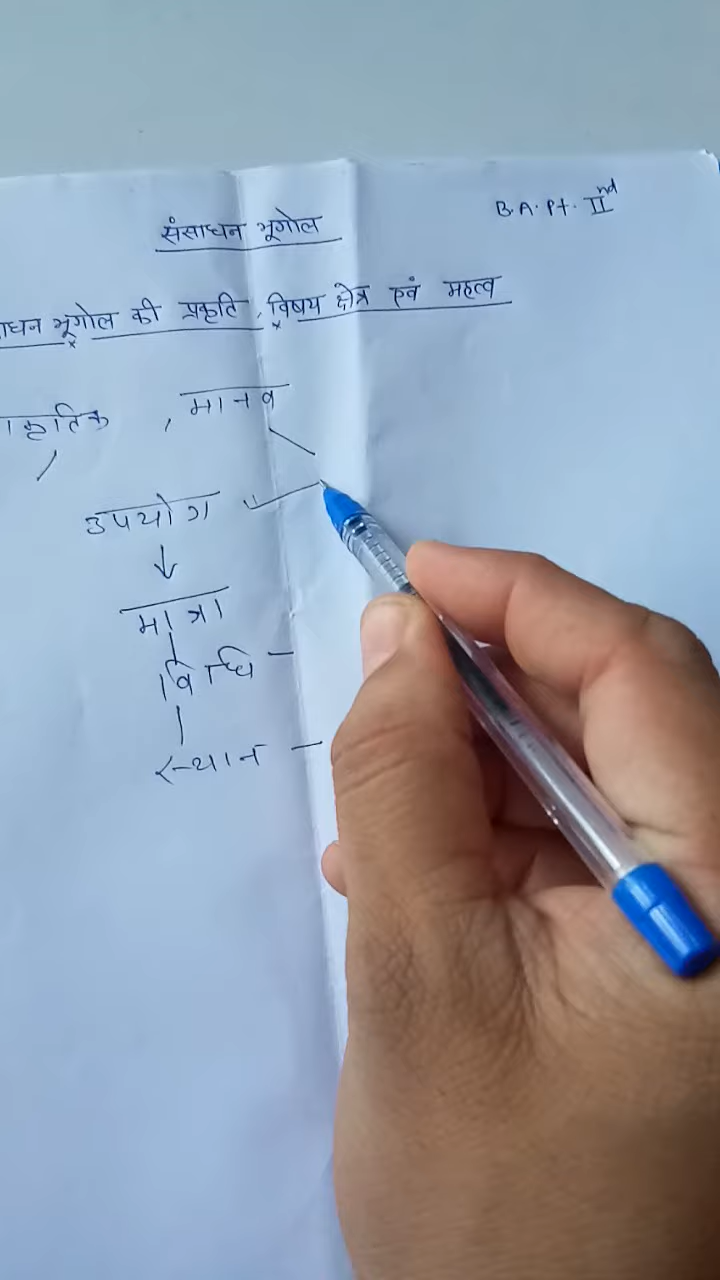 संसाधन भूगोल
B.A. Pt. IInd
ाधन भूगोल की प्रकृति, विषय क्षेत्र एवं महत्व
ाकृतिक , मानव
उपयोग
मात्रा
विधि
स्थान